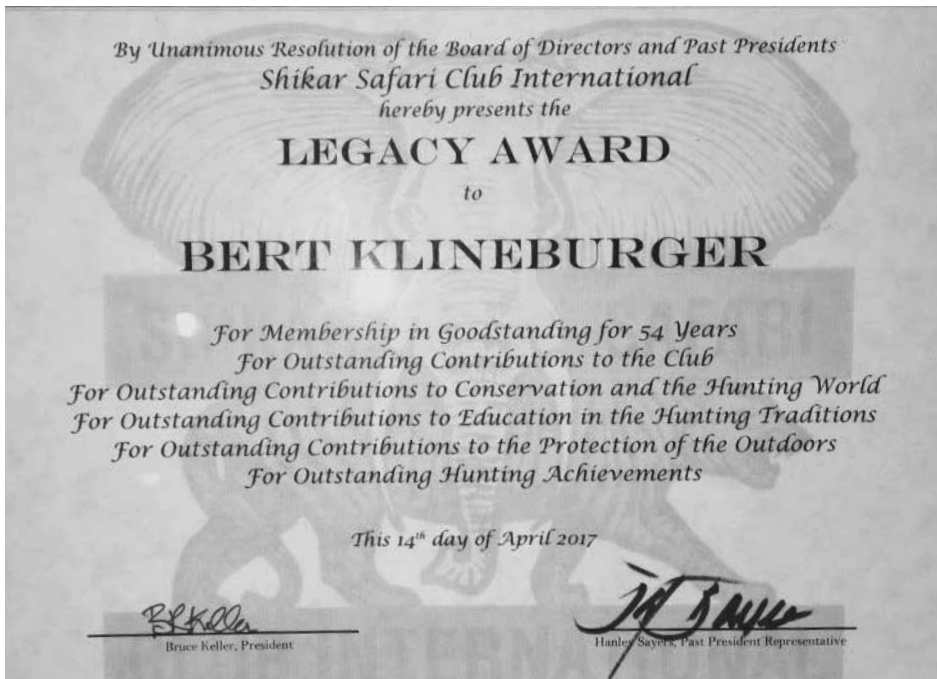 By Unanimous Resolution of the Board of Directors and Past Presidents
Shikar Safari Club International
hereby presents the
LEGACY AWARD
to
BERT KLINEBURGER
For Membership in Goodstanding for 54 Years
For Outstanding Contributions to the Club
For Outstanding Contributions to Conservation and the Hunting World
For Outstanding Contributions to Education in the Hunting Traditions
For Outstanding Contributions to the Protection of the Outdoors
For Outstanding Hunting Achievements
This 14th day of April 2017
Bruce Keller, President
Hanley Sayers, Past President Representative